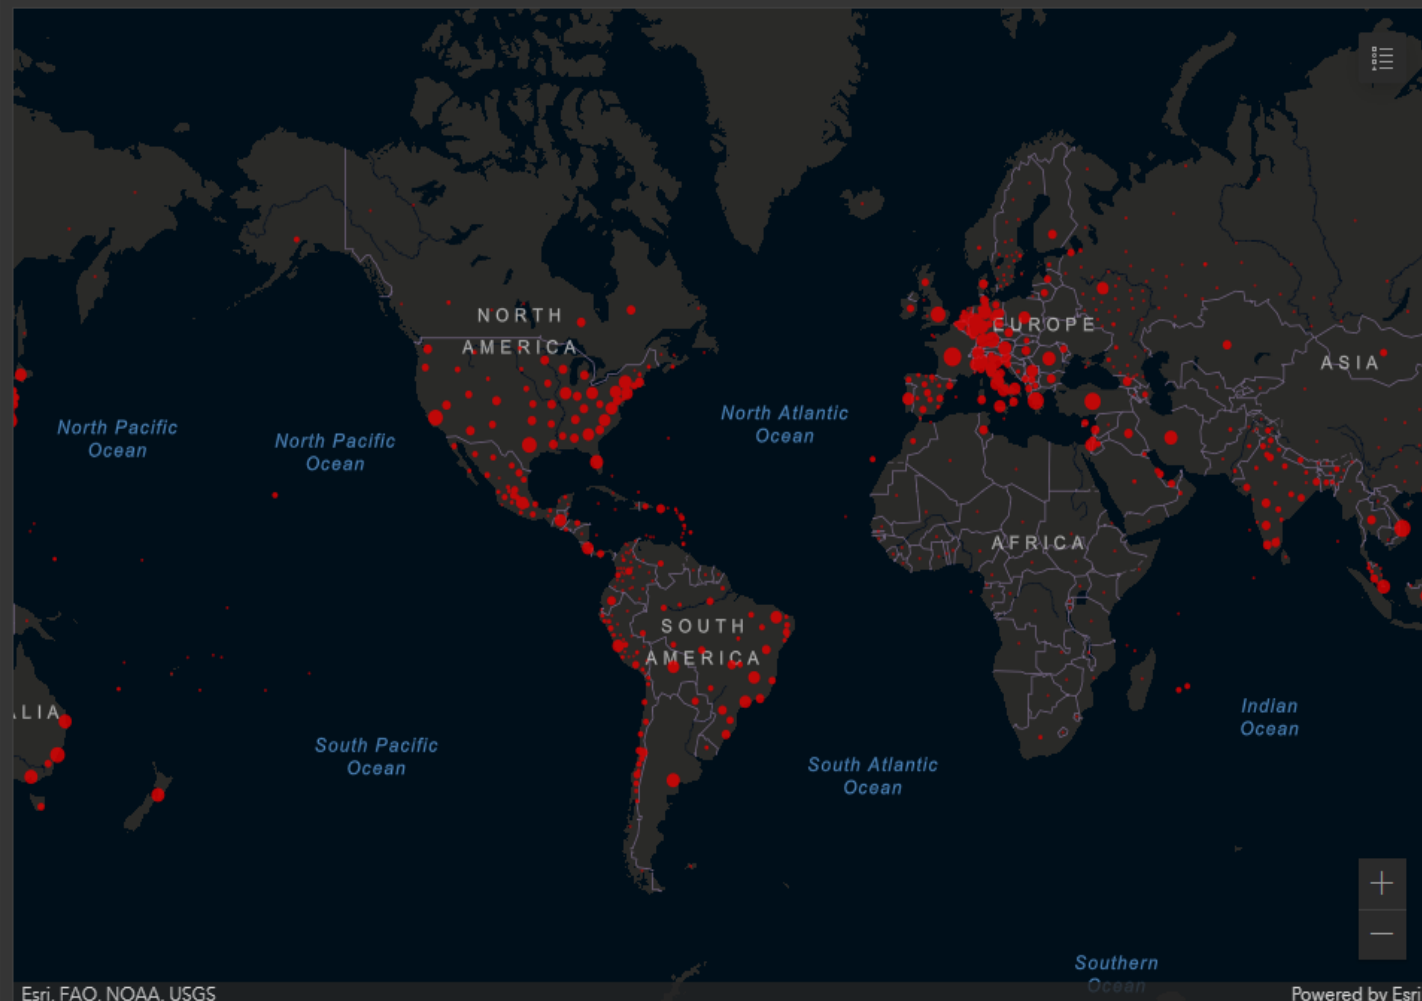 NORTH
AMERICA
EUROPE
ASIA
North Pacific
Ocean
North Pacific
Ocean
North Atlantic
Ocean
AFRICA
SOUTH
AMERICA
ALIA
South Pacific
Ocean
South Atlantic
Ocean
Indian
Ocean
Southern
Ocean
Esri, FAO, NOAA, USGS
Powered by Esri